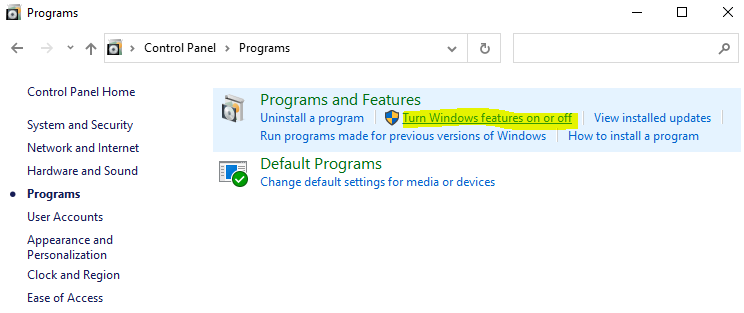 Programs
Control Panel › Programs
Control Panel Home
System and Security
Network and Internet
Hardware and Sound
Programs
User Accounts
Appearance and
Personalization
Clock and Region
Ease of Access
Programs and Features
Uninstall a program
Turn Windows features on or off
View installed updates
Run programs made for previous versions of Windows
How to install a program
Default Programs
Change default settings for media or devices